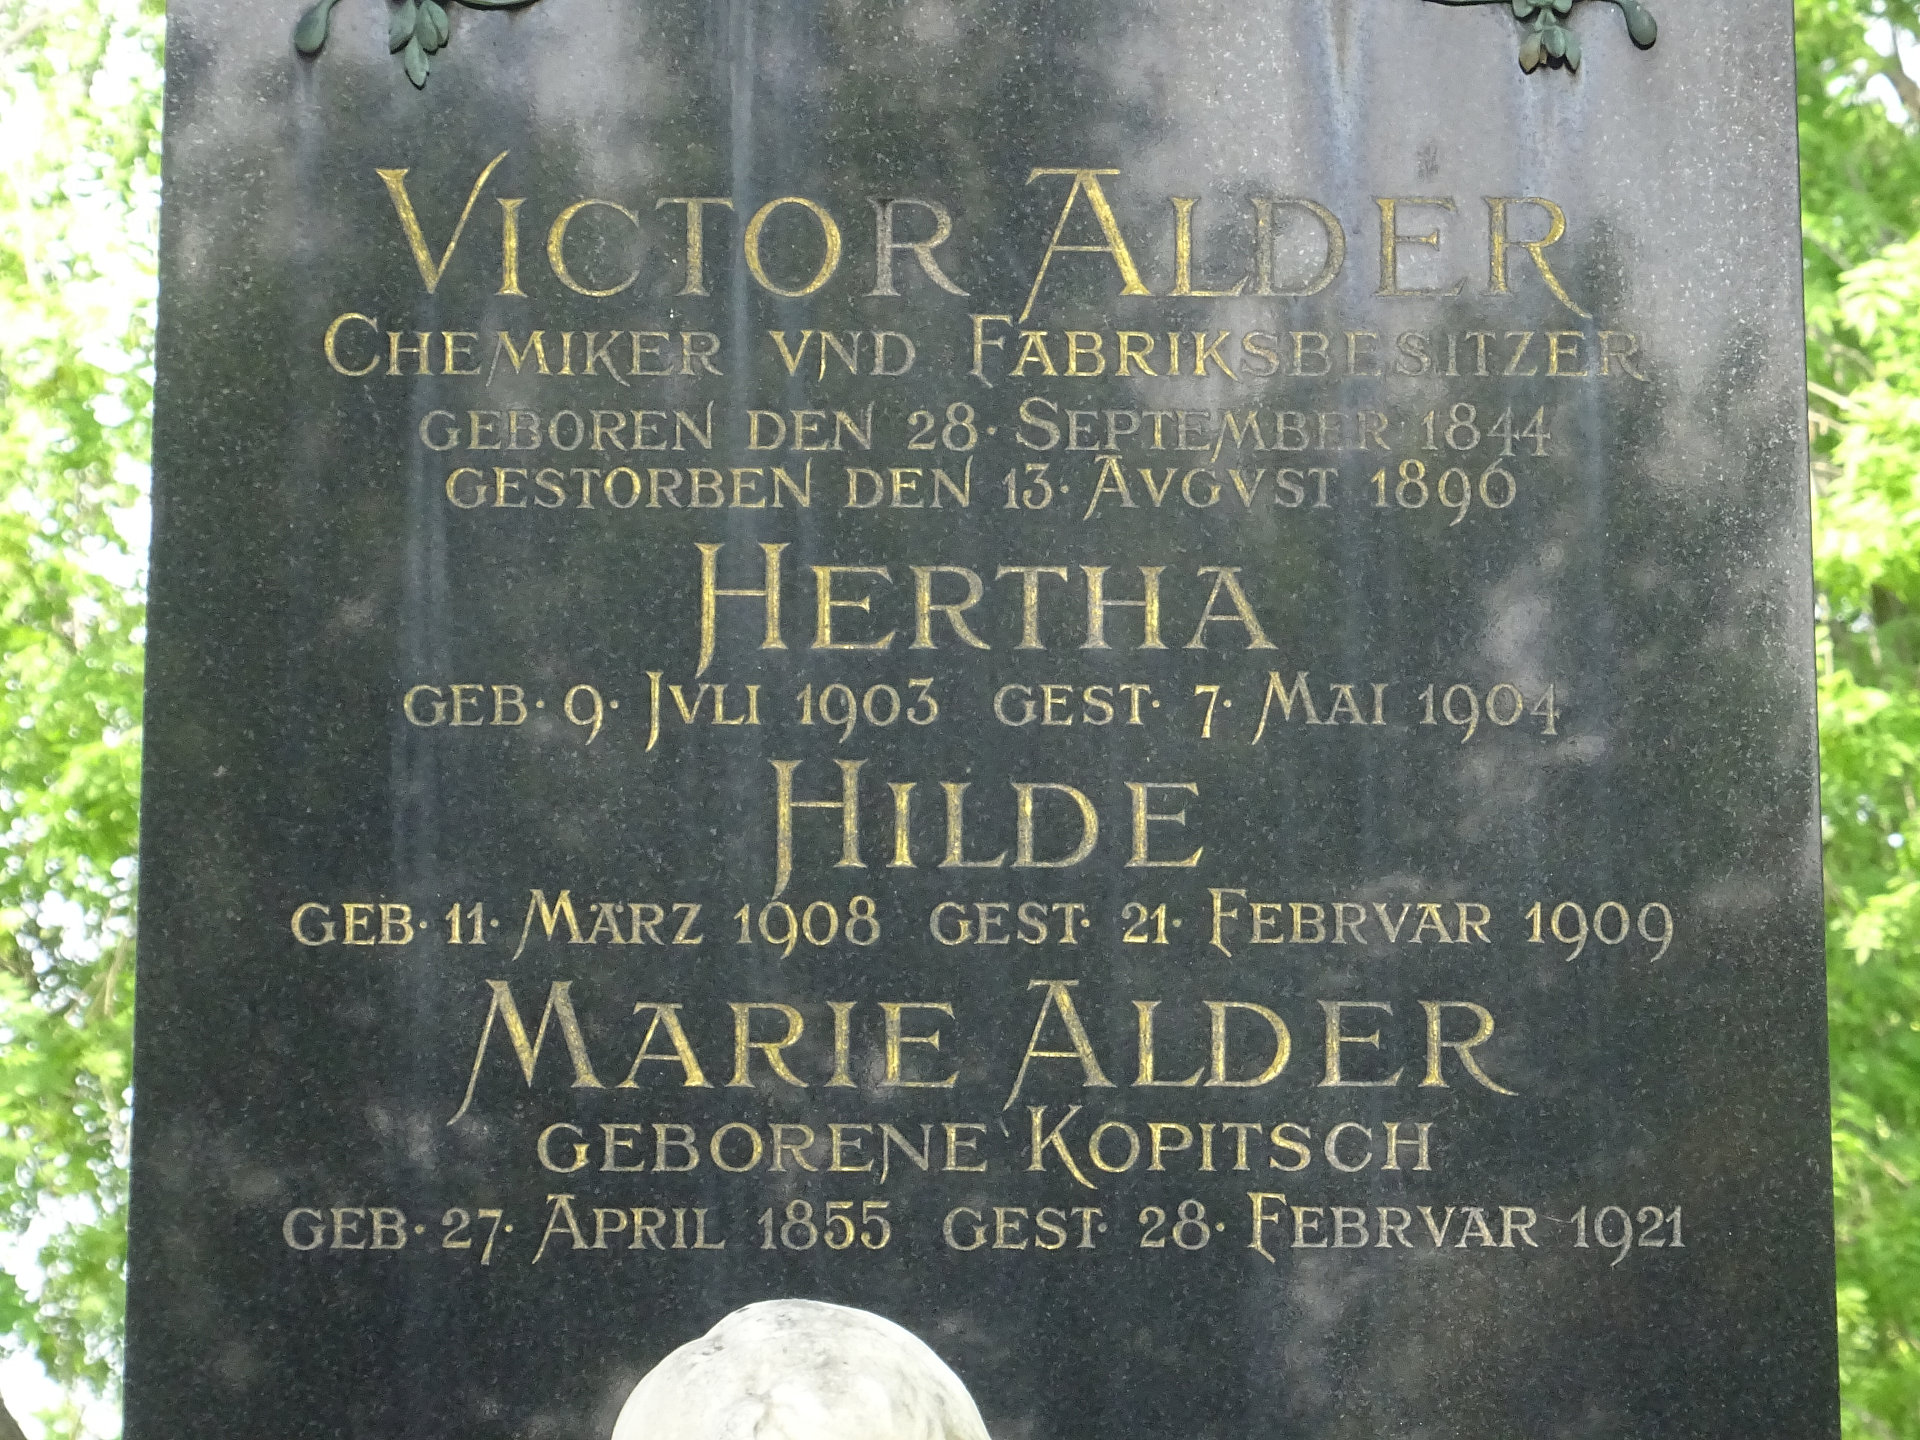 VICTOR ALDER
CHEMIKER VND FABRIKSBESITZER
GEBOREN DEN 28. SEPTEMBER 1844
GESTORBEN DEN 13. AVGVST 1896
HERTHA
GEB. 9. JVLI 1903 GEST. 7. MAI 1904
HILDE
GEB. 11. MÄRZ 1908 GEST. 21. FEBRVAR 1909
MARIE ALDER
GEBORENE KOPITSCH
GEB. 27. APRIL 1855 GEST. 28. FEBRVAR 1921